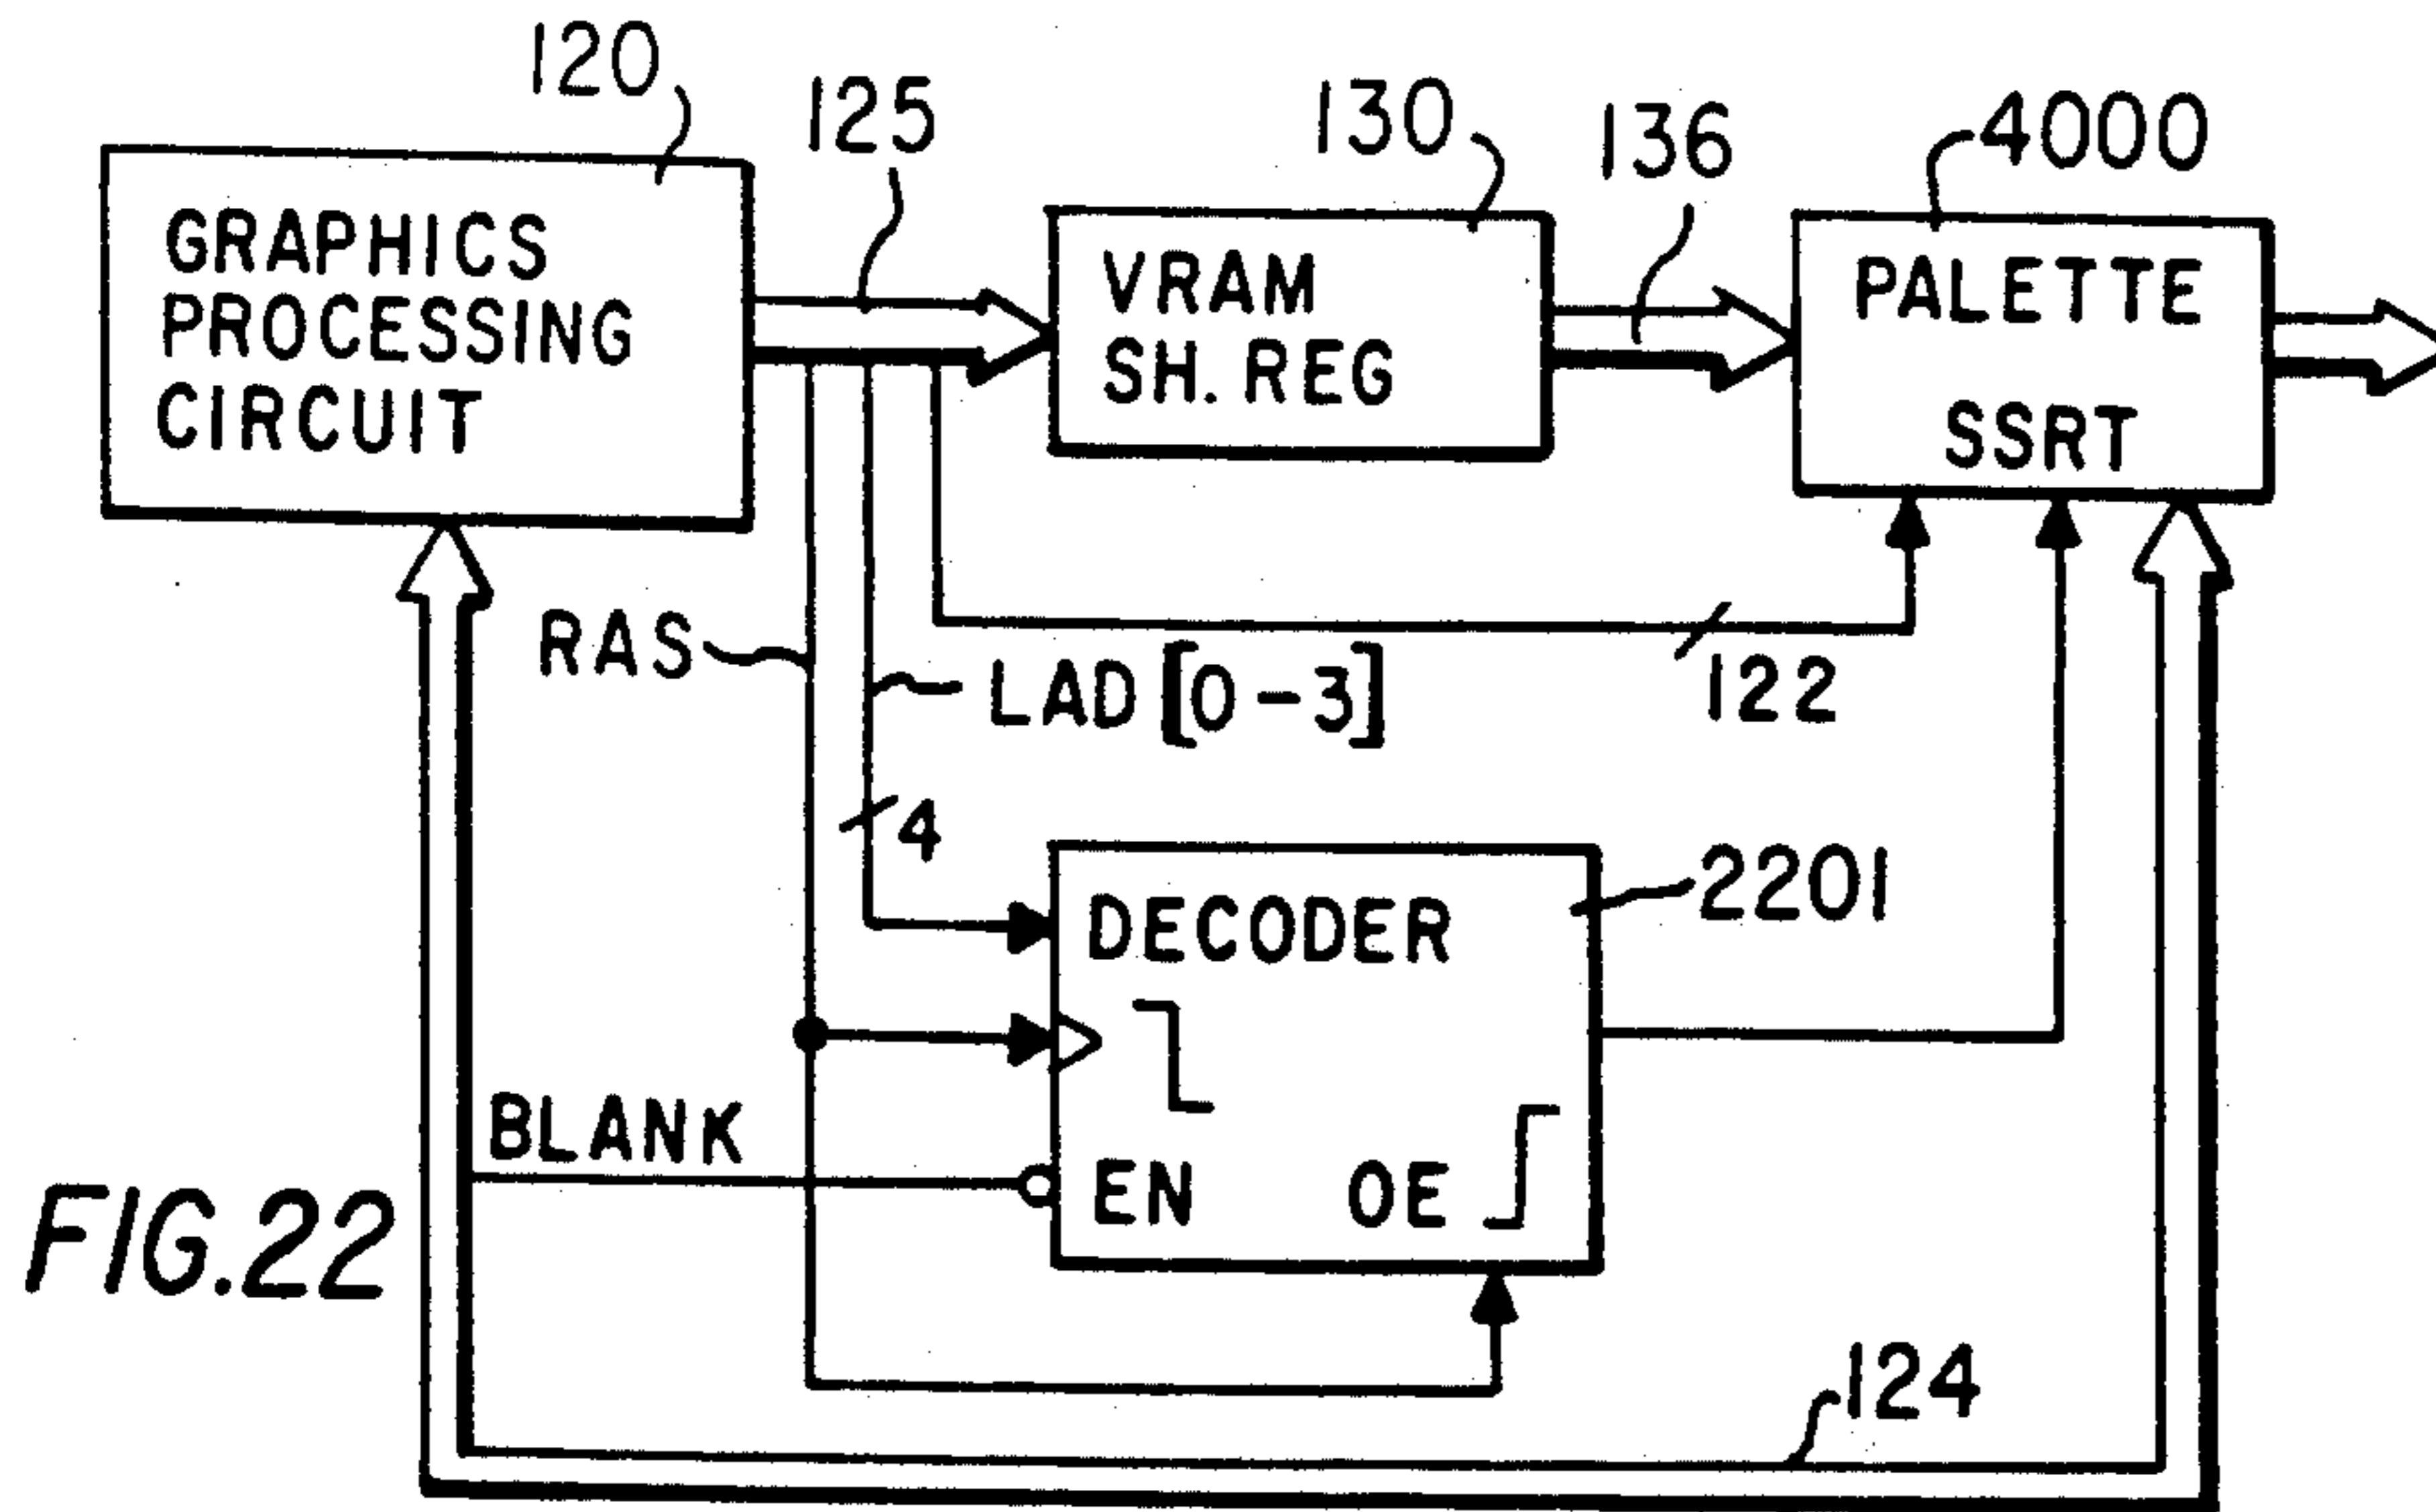 120
125
130
136
4000
GRAPHICS
PROCESSING
CIRCUIT
VRAM
SH. REG
PALETTE
SSRT
RAS
LAD [0-3]
122
4
DECODER
2201
BLANK
EN
OE
FIG.22
124